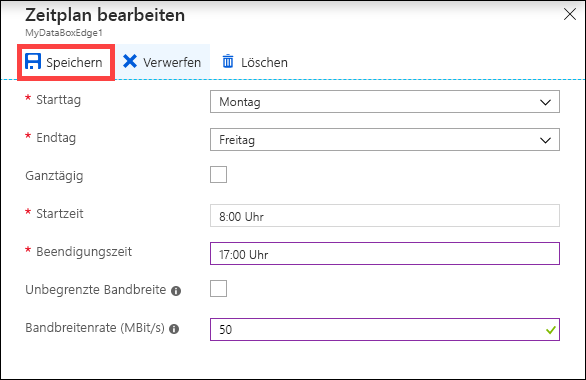 Zeitplan bearbeiten
MyDataBoxEdge1
Speichern Verwerfen Löschen
* Starttag Montag
* Endtag Freitag
Ganztägig
* Startzeit 8:00 Uhr
* Beendigungszeit 17:00 Uhr
Unbegrenzte Bandbreite
Bandbreitenrate (MBit/s) 50